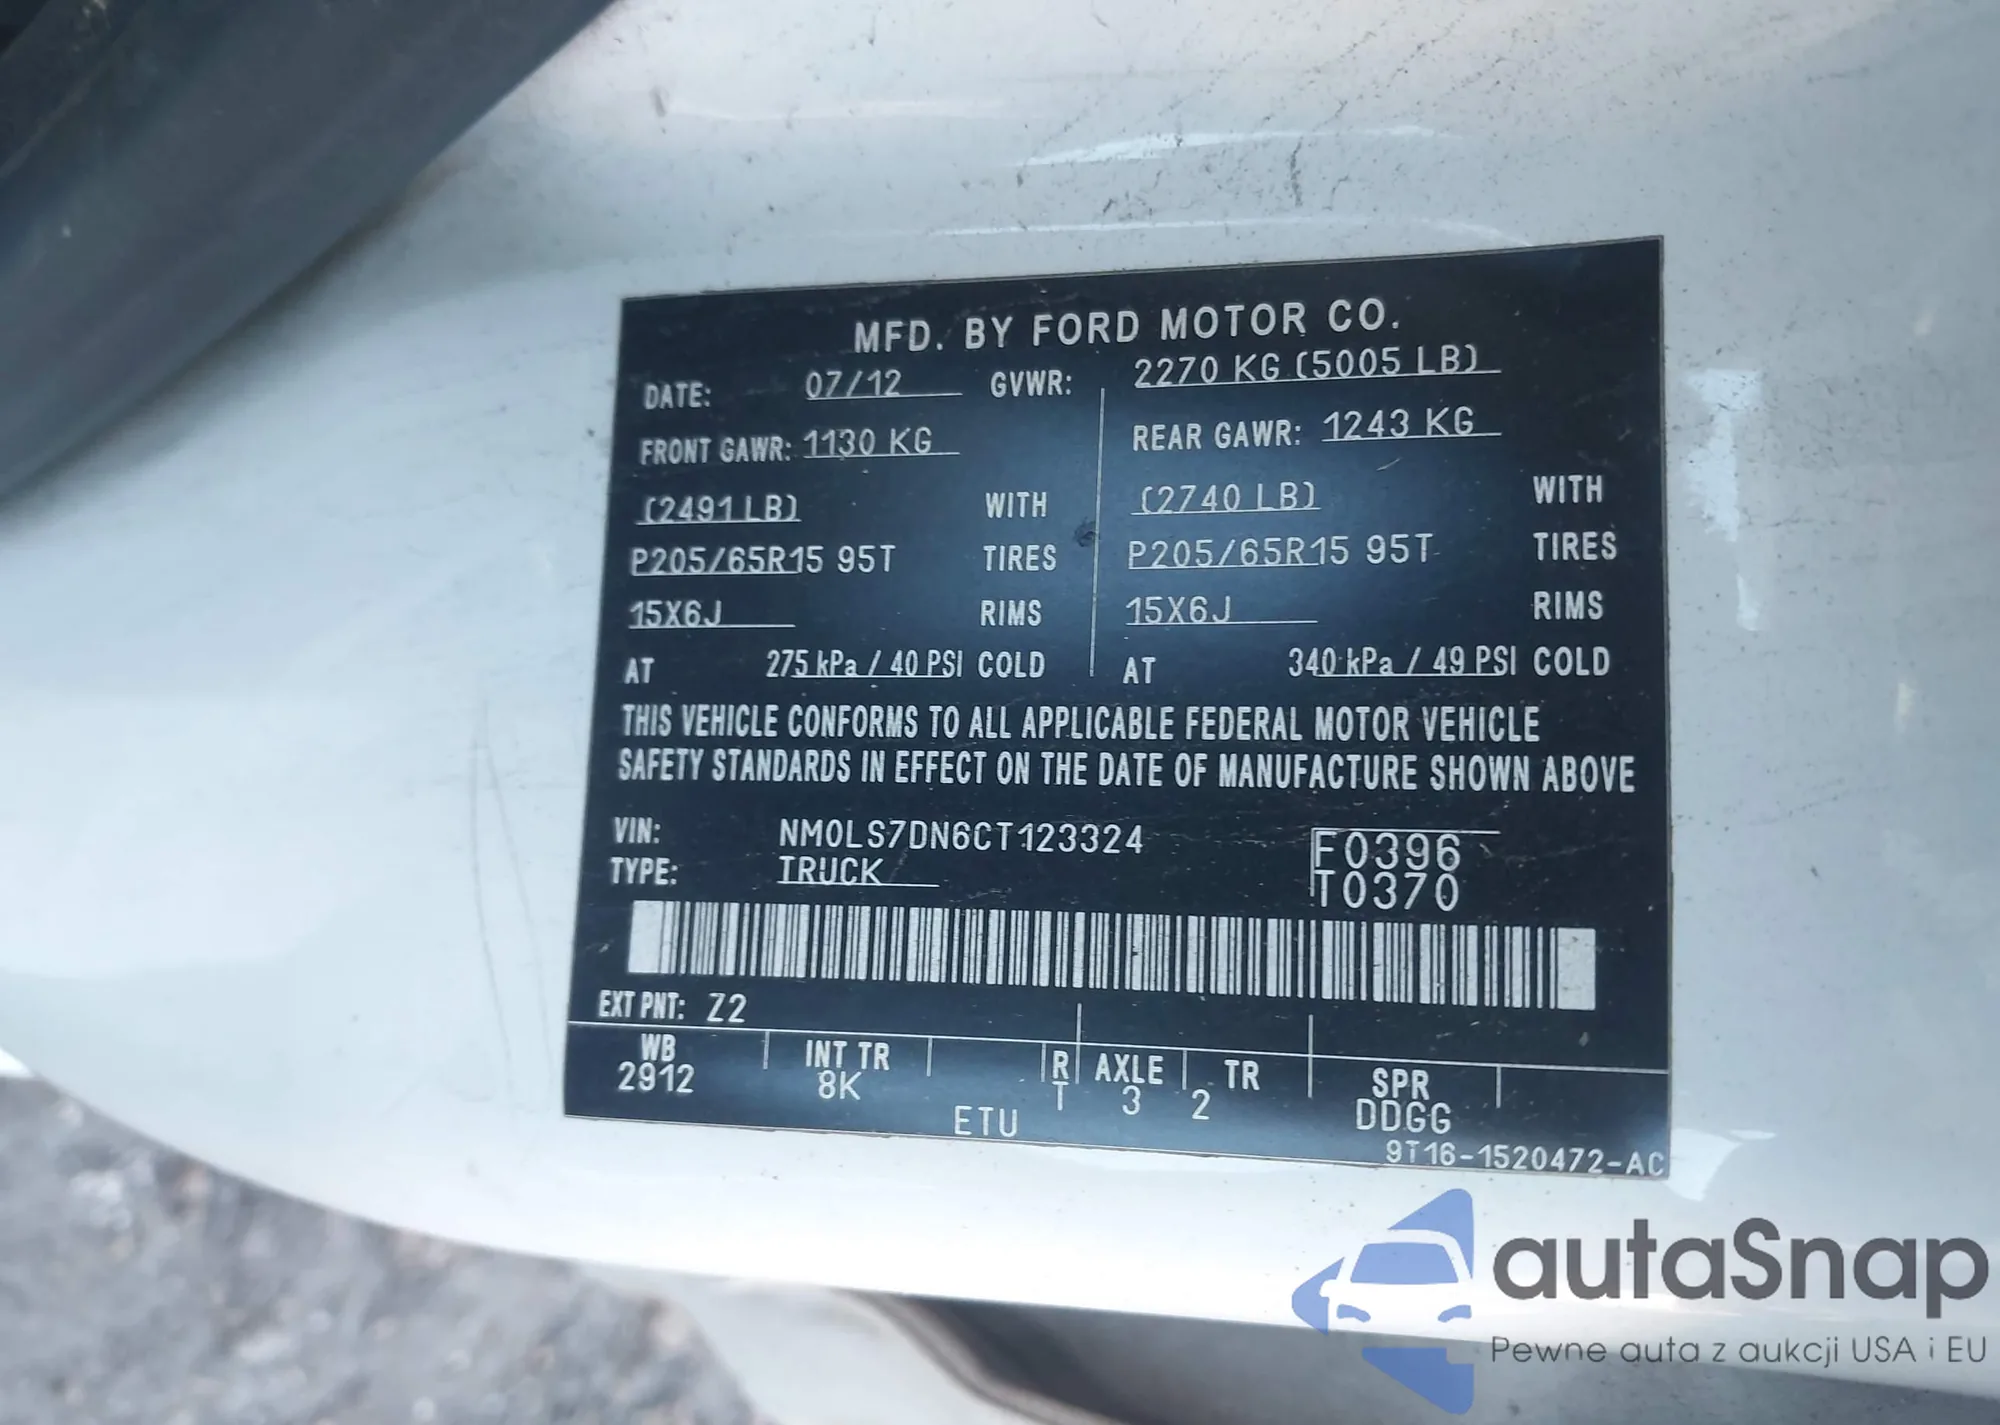 MFD. BY FORD MOTOR CO.
DATE: 07/12 GVWR: 2270 KG (5005 LB)
FRONT GAWR: 1130 KG REAR GAWR: 1243 KG
(2491 LB) WITH (2740 LB) WITH
P205/65R15 95T TIRES P205/65R15 95T TIRES
15X6J RIMS 15X6J RIMS
AT 275 kPa / 40 PSI COLD AT 340 kPa / 49 PSI COLD
THIS VEHICLE CONFORMS TO ALL APPLICABLE FEDERAL MOTOR VEHICLE
SAFETY STANDARDS IN EFFECT ON THE DATE OF MANUFACTURE SHOWN ABOVE
VIN: NM0LS7DN6CT123324 F0396
TYPE: TRUCK T0370
EXT PNT: Z2
WB INT TR R AXLE TR SPR
2912 8K T 3 2 DDGG
ETU
9T16-1520472-AC
autaSnap
Pewne auta z aukcji USA i EU